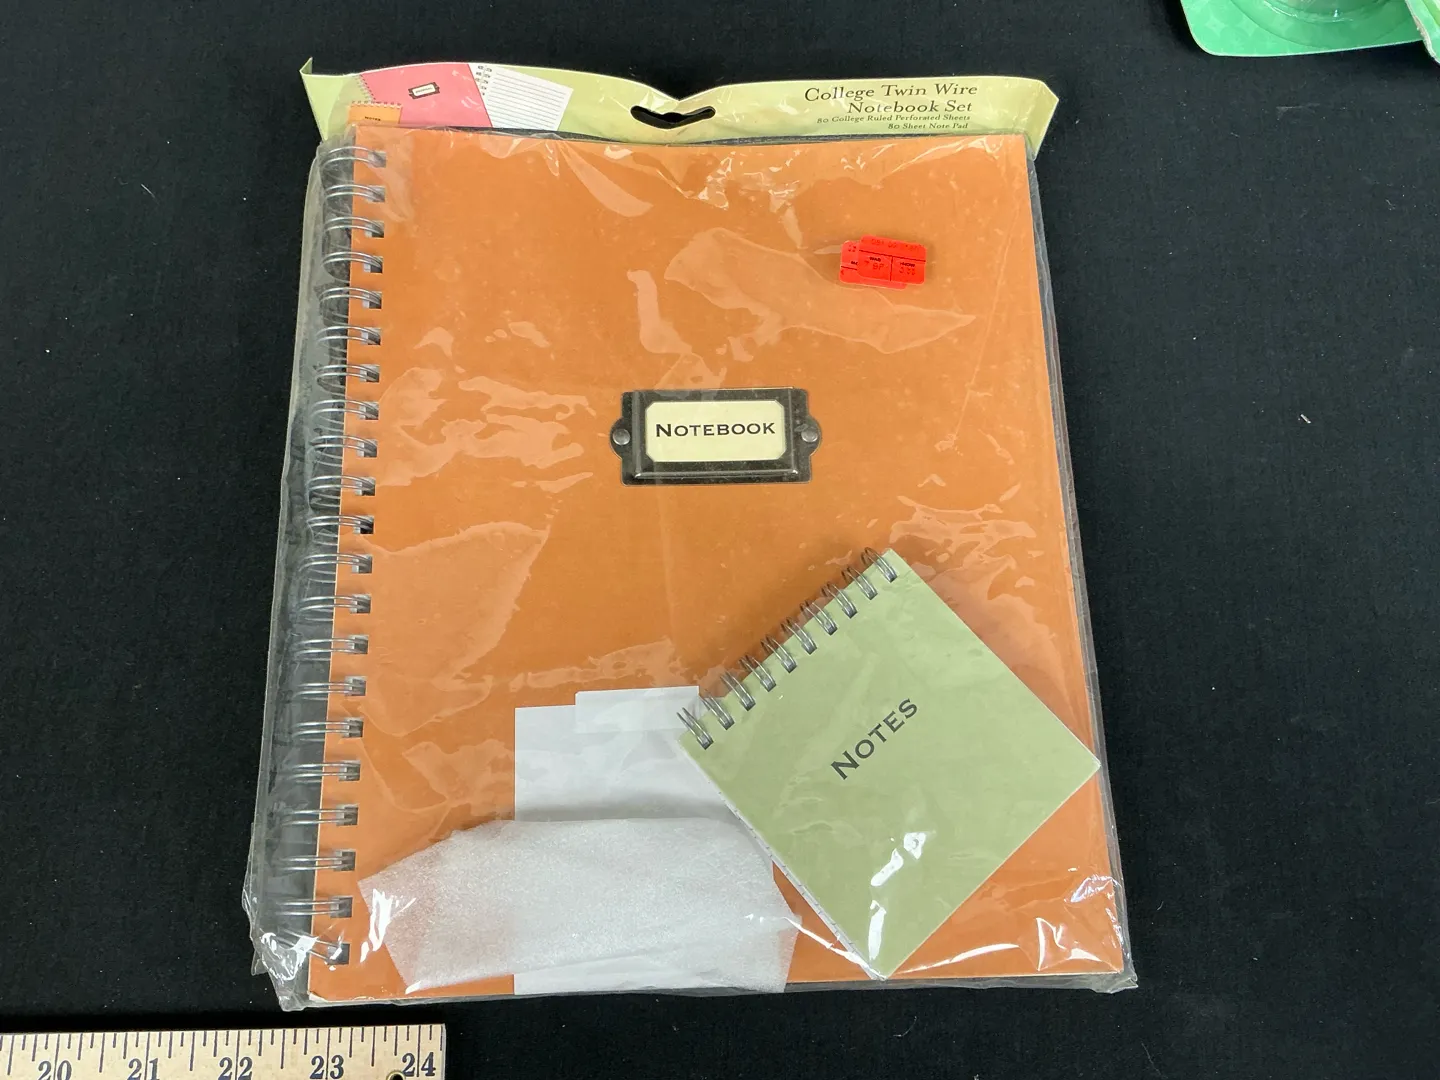 College Twin Wire
Notebook Set
80 College Ruled Perforated Sheets
80 Sheet Note Pad
NOTEBOOK
NOTES
20 21 22 23 24